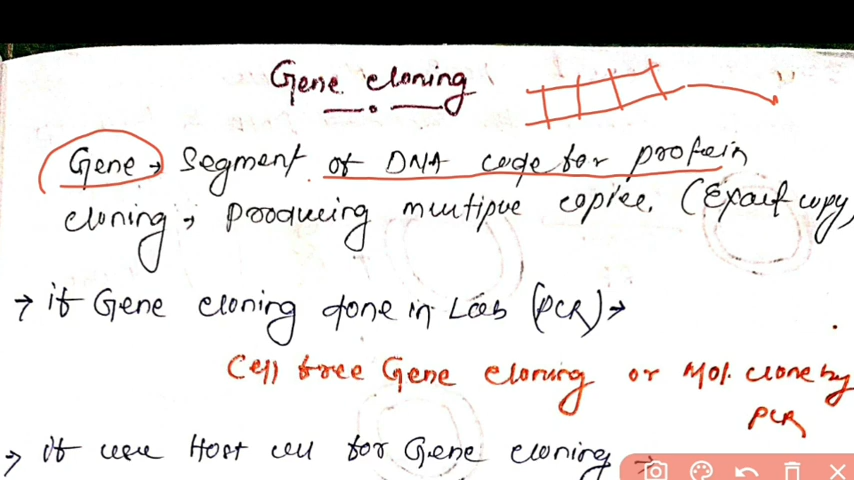 Gene cloning
Gene → Segment of DNA code for protein
cloning → Producing multiple copies. (Exact copy)
→ if Gene cloning done in Lab (PCR) →
Cell free Gene cloning or Mol. clone by
PCR
→ if use Host cell for Gene cloning →